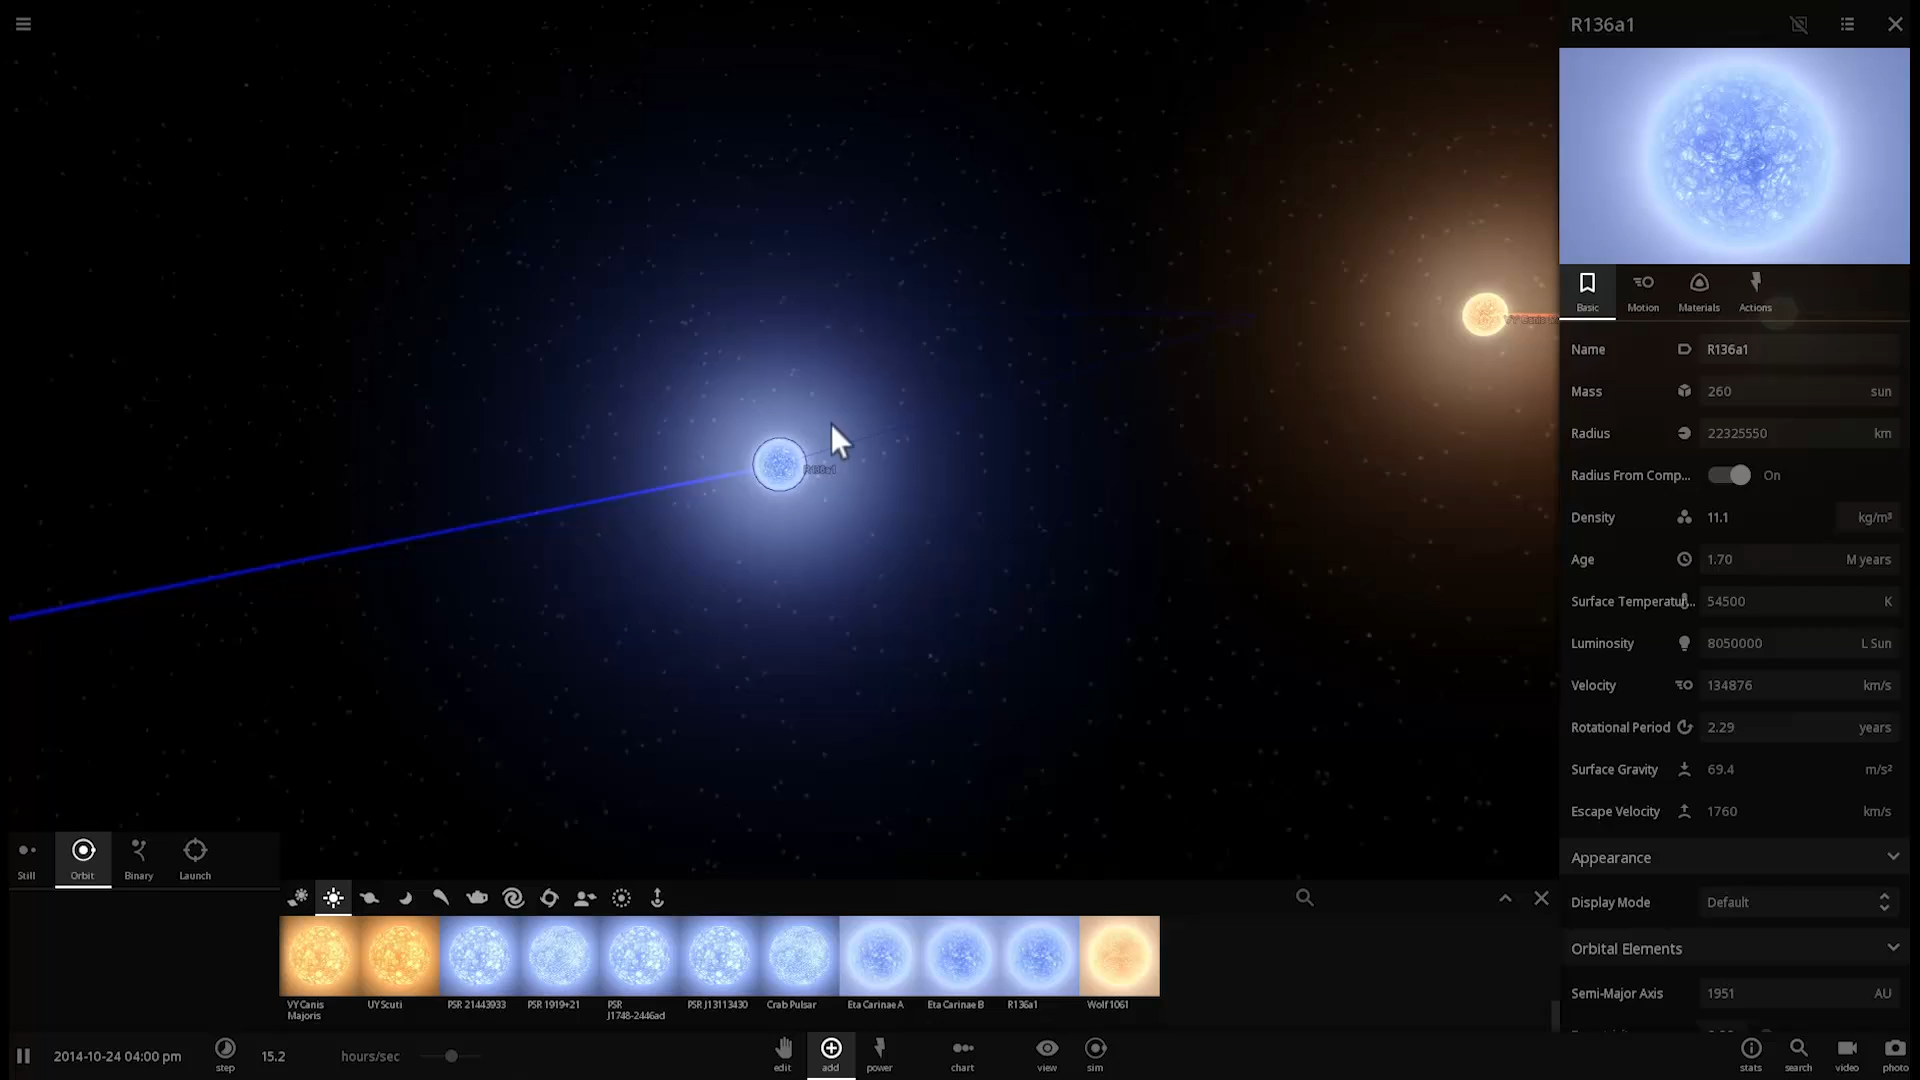 R136a1
Basic Motion Materials Actions
Name R136a1
Mass 260 sun
Radius 22325550 km
Radius From Comp... On
Density 11.1 kg/m³
Age 1.70 M years
Surface Temperatur... 54500 K
Luminosity 8050000 L Sun
Velocity 134876 km/s
Rotational Period 2.29 years
Surface Gravity 69.4 m/s²
Escape Velocity 1760 km/s
Appearance
Display Mode Default
Orbital Elements
Semi-Major Axis 1951 AU
R136a1
VY Canis
Still Orbit Binary Launch
VY Canis Majoris
UY Scuti
PSR 21443933
PSR 1919+21
PSR J1748-2446ad
PSR J13113430
Crab Pulsar
Eta Carinae A
Eta Carinae B
R136a1
Wolf 1061
2014-10-24 04:00 pm step 15.2 hours/sec
edit add power chart view sim
stats search video photo